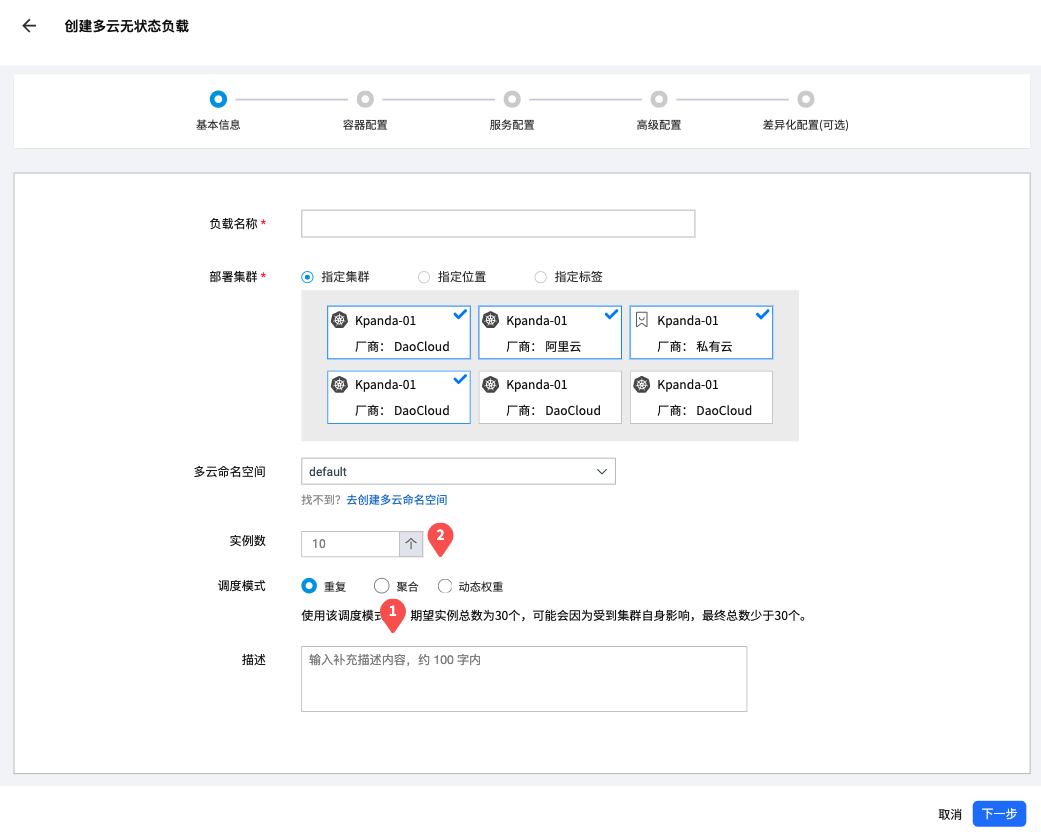 创建多云无状态负载
基本信息 容器配置 服务配置 高级配置 差异化配置(可选)
负载名称 *
部署集群 * 指定集群 指定位置 指定标签
Kpanda-01 Kpanda-01 Kpanda-01
厂商： DaoCloud 厂商： 阿里云 厂商： 私有云
Kpanda-01 Kpanda-01 Kpanda-01
厂商： DaoCloud 厂商： DaoCloud 厂商： DaoCloud
多云命名空间 default
找不到？去创建多云命名空间
实例数 10 个 2
调度模式 重复 聚合 动态权重
使用该调度模式 1 期望实例总数为30个，可能会因为受到集群自身影响，最终总数少于30个。
描述 输入补充描述内容，约 100 字内
取消 下一步